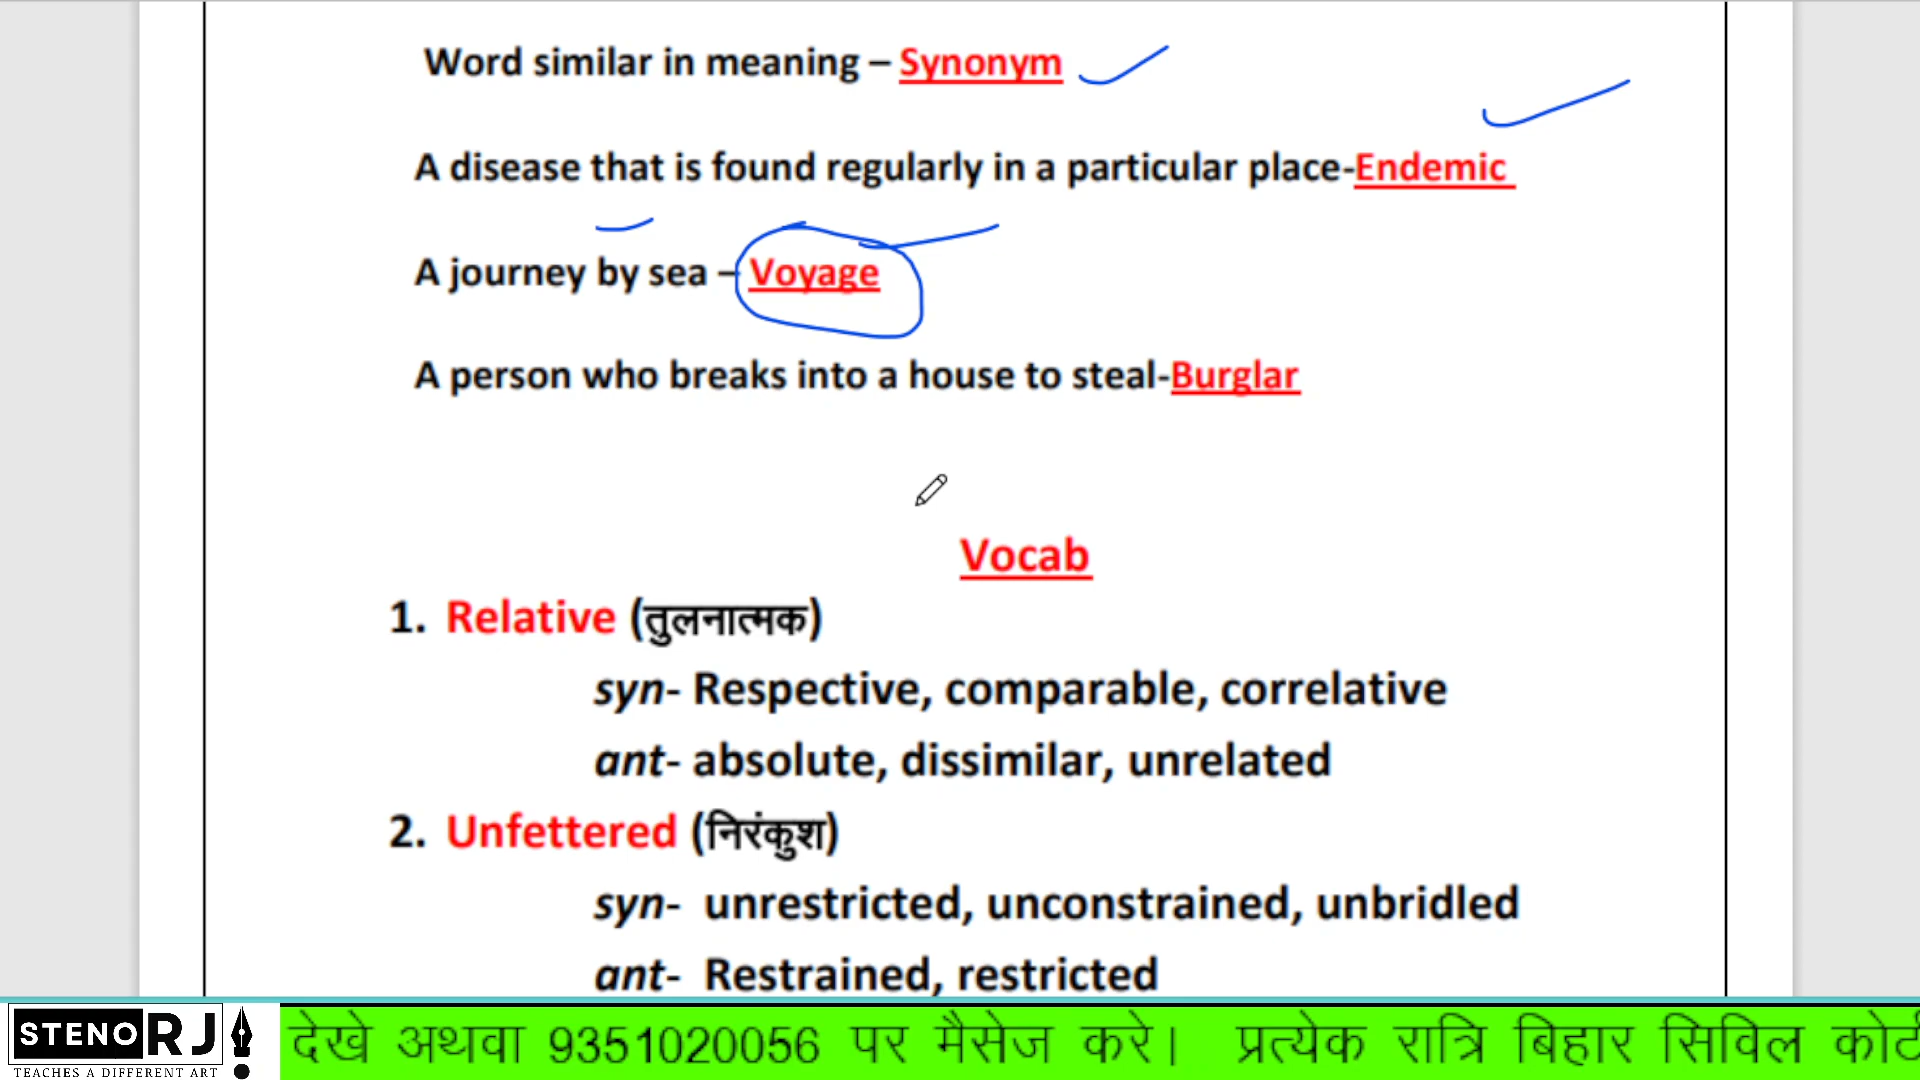 Word similar in meaning – Synonym
A disease that is found regularly in a particular place-Endemic
A journey by sea – Voyage
A person who breaks into a house to steal-Burglar
Vocab
1. Relative (तुलनात्मक)
syn- Respective, comparable, correlative
ant- absolute, dissimilar, unrelated
2. Unfettered (निरंकुश)
syn- unrestricted, unconstrained, unbridled
ant- Restrained, restricted
STENO RJ
TEACHES A DIFFERENT ART
देखे अथवा 9351020056 पर मैसेज करे। प्रत्येक रात्रि बिहार सिविल